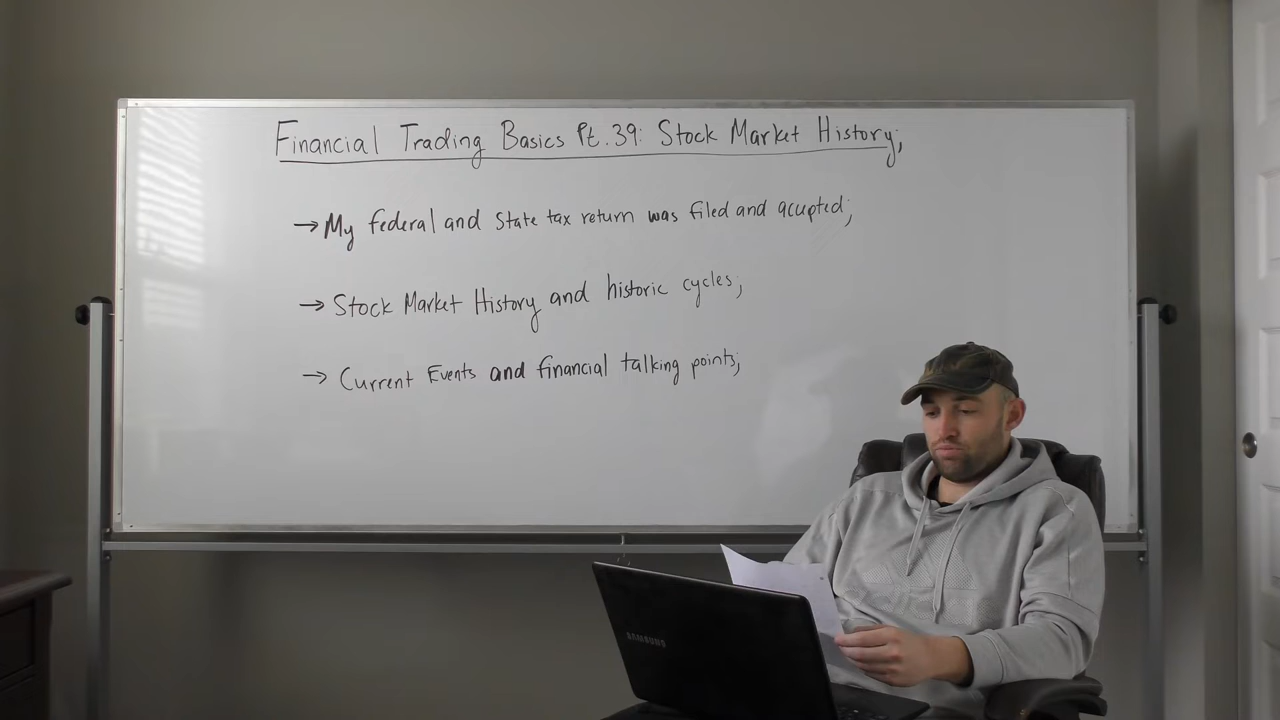 Financial Trading Basics Pt. 39: Stock Market History;
→ My federal and State tax return was filed and acupted;
→ Stock Market History and historic cycles;
→ Current Events and financial talking points;
SAMSUNG